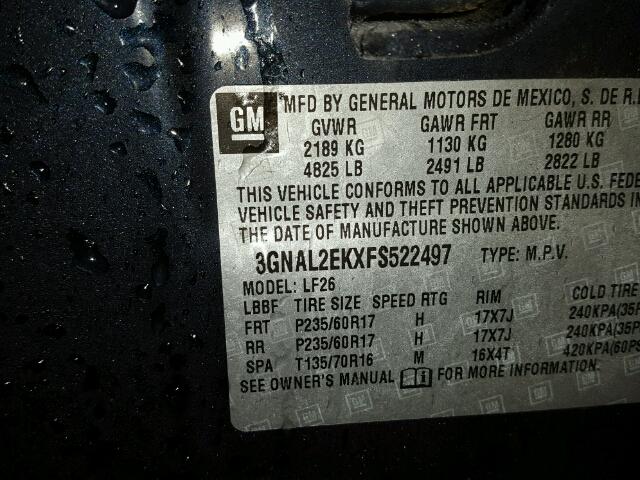 GM
MFD BY GENERAL MOTORS DE MEXICO, S. DE R.
GVWR GAWR FRT GAWR RR
2189 KG 1130 KG 1280 KG
4825 LB 2491 LB 2822 LB
THIS VEHICLE CONFORMS TO ALL APPLICABLE U.S. FEDE
VEHICLE SAFETY AND THEFT PREVENTION STANDARDS IN
THE DATE OF MANUFACTURE SHOWN ABOVE.
3GNAL2EKXFS522497 TYPE: M.P.V.
MODEL: LF26
LBBF TIRE SIZE SPEED RTG RIM COLD TIRE
FRT P235/60R17 H 17X7J 240KPA(35P
RR P235/60R17 H 17X7J 240KPA(35P
SPA T135/70R16 M 16X4T 420KPA(60PS
SEE OWNER'S MANUAL FOR MORE INFORMATION